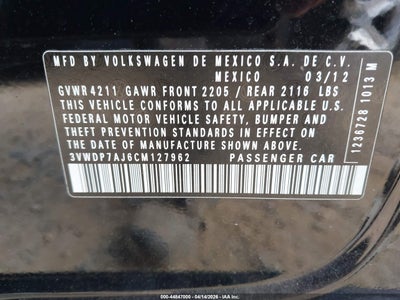 MFD BY VOLKSWAGEN DE MEXICO S.A. DE C.V.
MEXICO 03/12
GVWR 4211 GAWR FRONT 2205 / REAR 2116 LBS
THIS VEHICLE CONFORMS TO ALL APPLICABLE U.S.
FEDERAL MOTOR VEHICLE SAFETY, BUMPER AND
THEFT PREVENTION STANDARDS IN EFFECT ON
THE DATE OF MANUFACTURE SHOWN ABOVE.
3VWDP7AJ6CM127962 PASSENGER CAR
1236728 1013 M
000-44847000 - 04/14/2026 - IAA Inc.